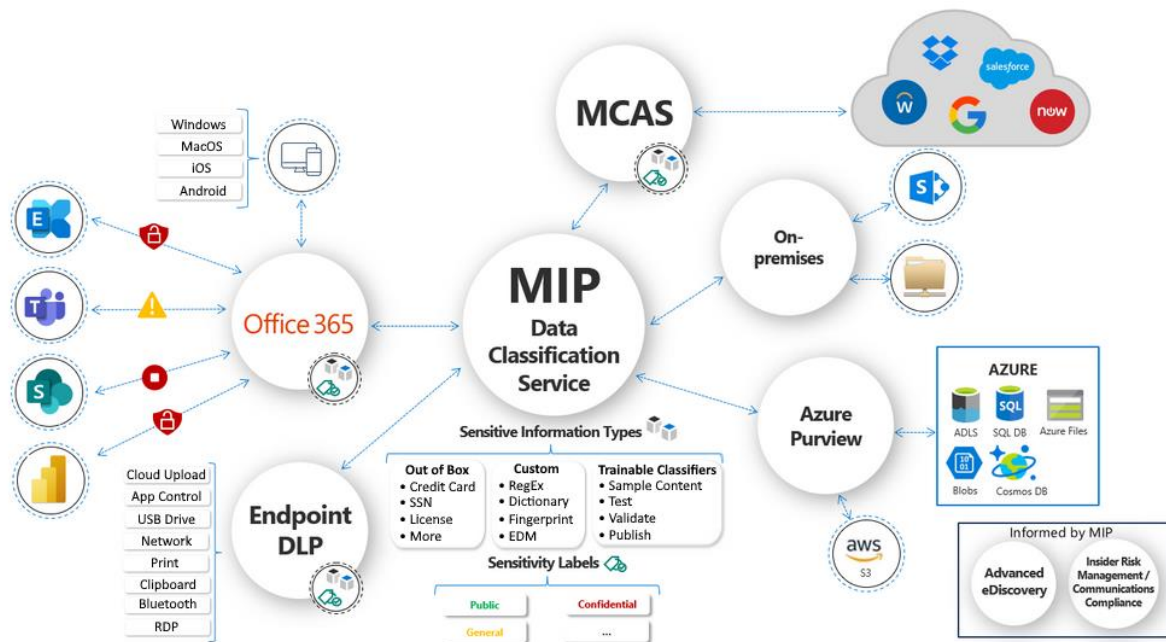 MCAS
salesforce
W
now
Windows
MacOS
iOS
Android
E
T
S
Office 365
MIP
Data
Classification
Service
On-
premises
S
Azure
Purview
AZURE
ADLS
SQL
SQL DB
Azure Files
10
01
Blobs
Cosmos DB
aws
S3
Endpoint
DLP
Cloud Upload
App Control
USB Drive
Network
Print
Clipboard
Bluetooth
RDP
Sensitive Information Types
Out of Box
• Credit Card
• SSN
• License
• More
Custom
• RegEx
• Dictionary
• Fingerprint
• EDM
Trainable Classifiers
• Sample Content
• Test
• Validate
• Publish
Sensitivity Labels
Public
Confidential
General
...
Informed by MIP
Advanced
eDiscovery
Insider Risk
Management /
Communications
Compliance